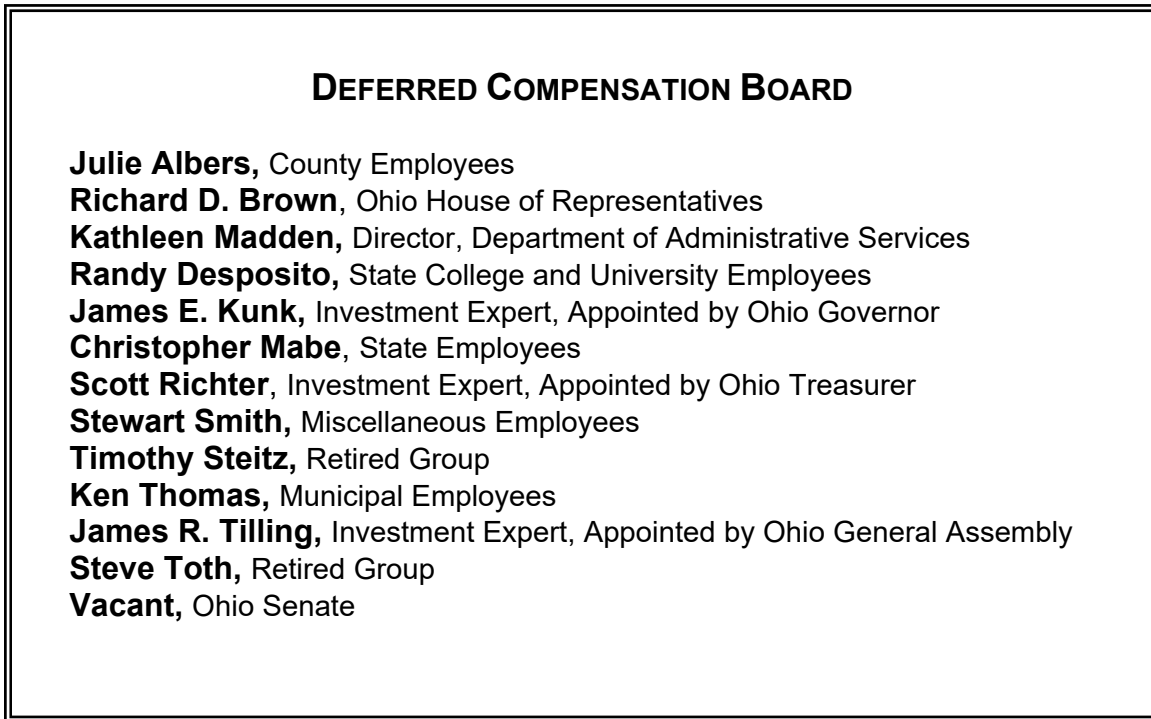 DEFERRED COMPENSATION BOARD
Julie Albers, County Employees
Richard D. Brown, Ohio House of Representatives
Kathleen Madden, Director, Department of Administrative Services
Randy Desposito, State College and University Employees
James E. Kunk, Investment Expert, Appointed by Ohio Governor
Christopher Mabe, State Employees
Scott Richter, Investment Expert, Appointed by Ohio Treasurer
Stewart Smith, Miscellaneous Employees
Timothy Steitz, Retired Group
Ken Thomas, Municipal Employees
James R. Tilling, Investment Expert, Appointed by Ohio General Assembly
Steve Toth, Retired Group
Vacant, Ohio Senate